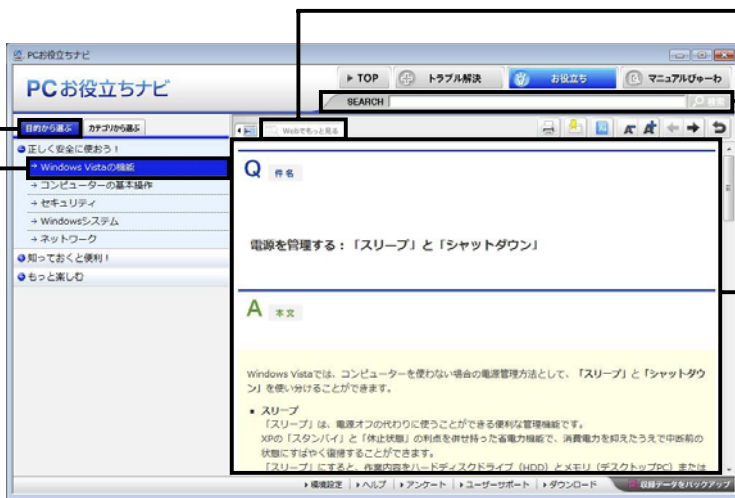 PCお役立ちナビ
PCお役立ちナビ
TOP
トラブル解決
お役立ち
マニュアルびゅーわ
SEARCH
検索
目的から選ぶ
カテゴリから選ぶ
Webでもっと見る
正しく安全に使おう！
→ Windows Vistaの機能
→ コンピューターの基本操作
→ セキュリティ
→ Windowsシステム
→ ネットワーク
知っておくと便利！
もっと楽しむ
Q 件名
電源を管理する：「スリープ」と「シャットダウン」
A 本文
Windows Vistaでは、コンピューターを使わない場合の電源管理方法として、「スリープ」と「シャットダウ
ン」を使い分けることができます。
• スリープ
「スリープ」は、電源オフの代わりに使うことができる便利な管理機能です。
XPの「スタンバイ」と「休止状態」の利点を併せ持った省電力機能で、消費電力を抑えたうえで中断前の
状態にすばやく復帰することができます。
「スリープ」にすると、作業内容をハードディスクドライブ（HDD）とメモリ（デスクトップPC）または
環境設定
ヘルプ
アンケート
ユーザーサポート
ダウンロード
収録データをバックアップ